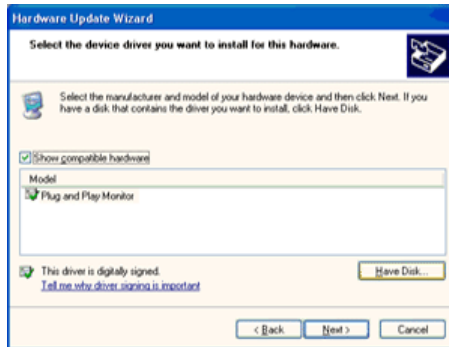 Hardware Update Wizard
Select the device driver you want to install for this hardware.
Select the manufacturer and model of your hardware device and then click Next. If you
have a disk that contains the driver you want to install, click Have Disk.
Show compatible hardware
Model
Plug and Play Monitor
This driver is digitally signed.
Have Disk...
Tell me why driver signing is important
< Back
Next >
Cancel